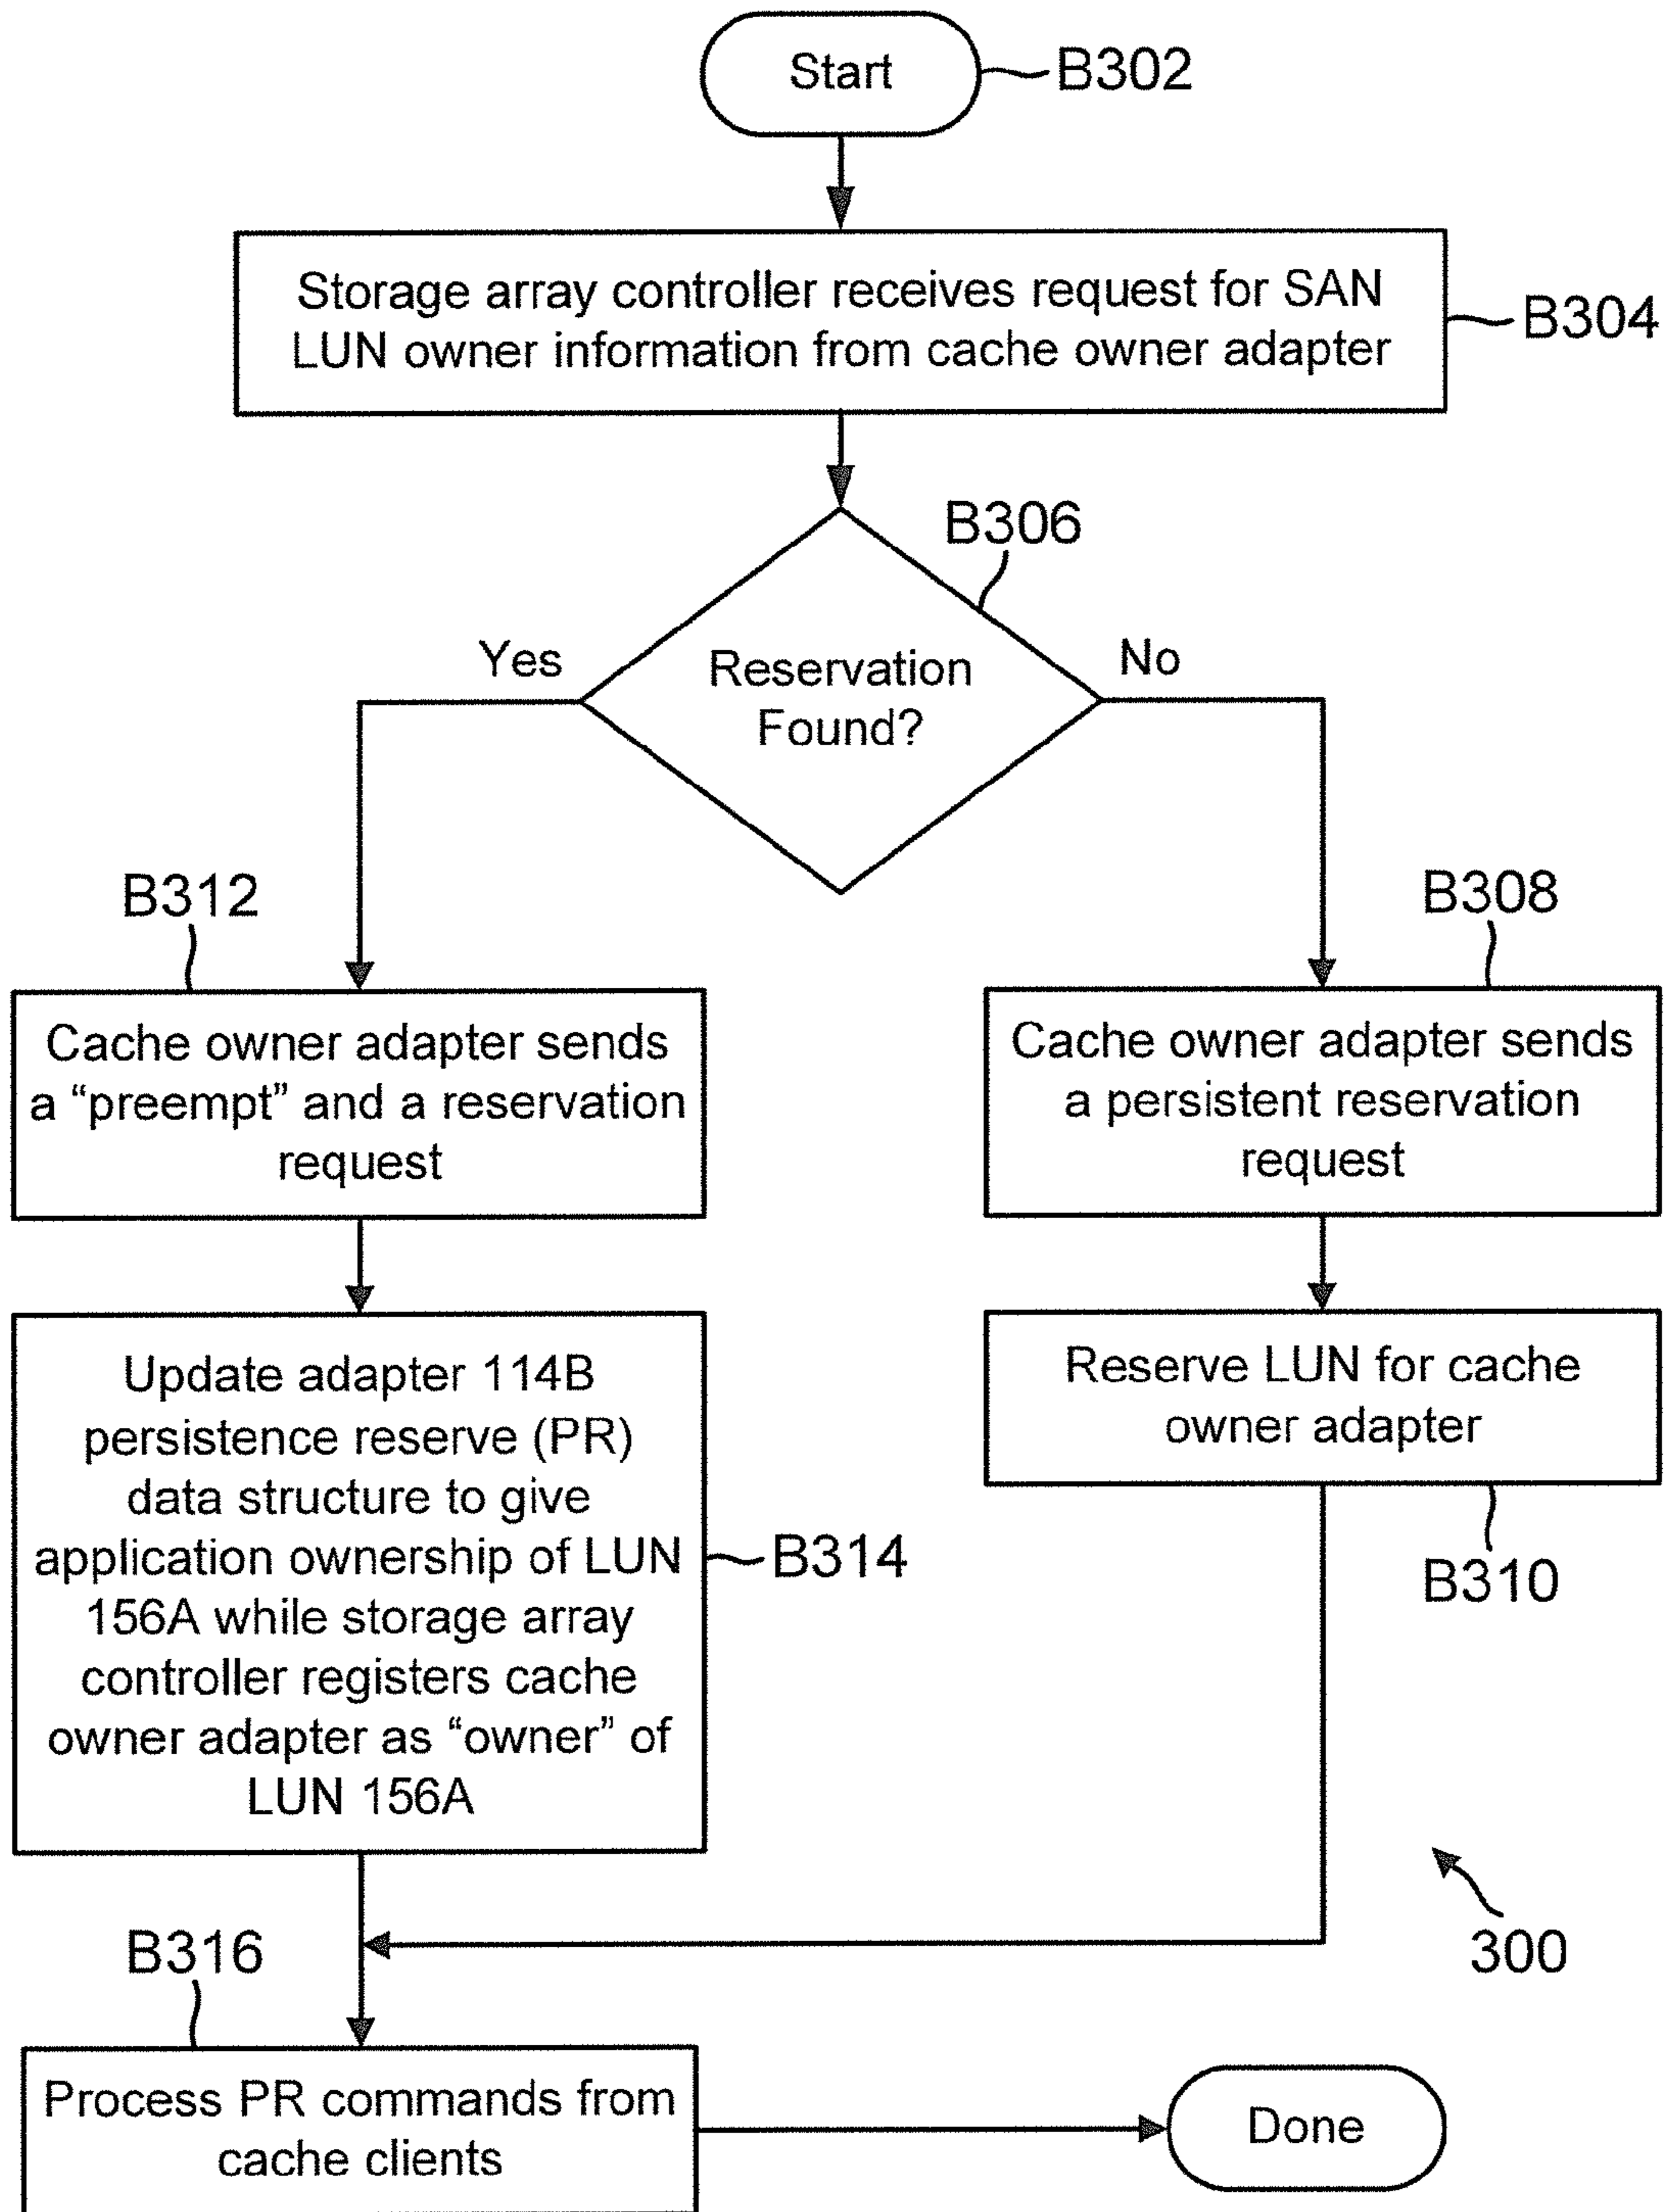 Start
B302
Storage array controller receives request for SAN
LUN owner information from cache owner adapter
B304
B306
Yes
Reservation
Found?
No
B312
B308
Cache owner adapter sends
a “preempt” and a reservation
request
Cache owner adapter sends
a persistent reservation
request
Update adapter 114B
persistence reserve (PR)
data structure to give
application ownership of LUN
156A while storage array
controller registers cache
owner adapter as “owner” of
LUN 156A
B314
Reserve LUN for cache
owner adapter
B310
300
B316
Process PR commands from
cache clients
Done